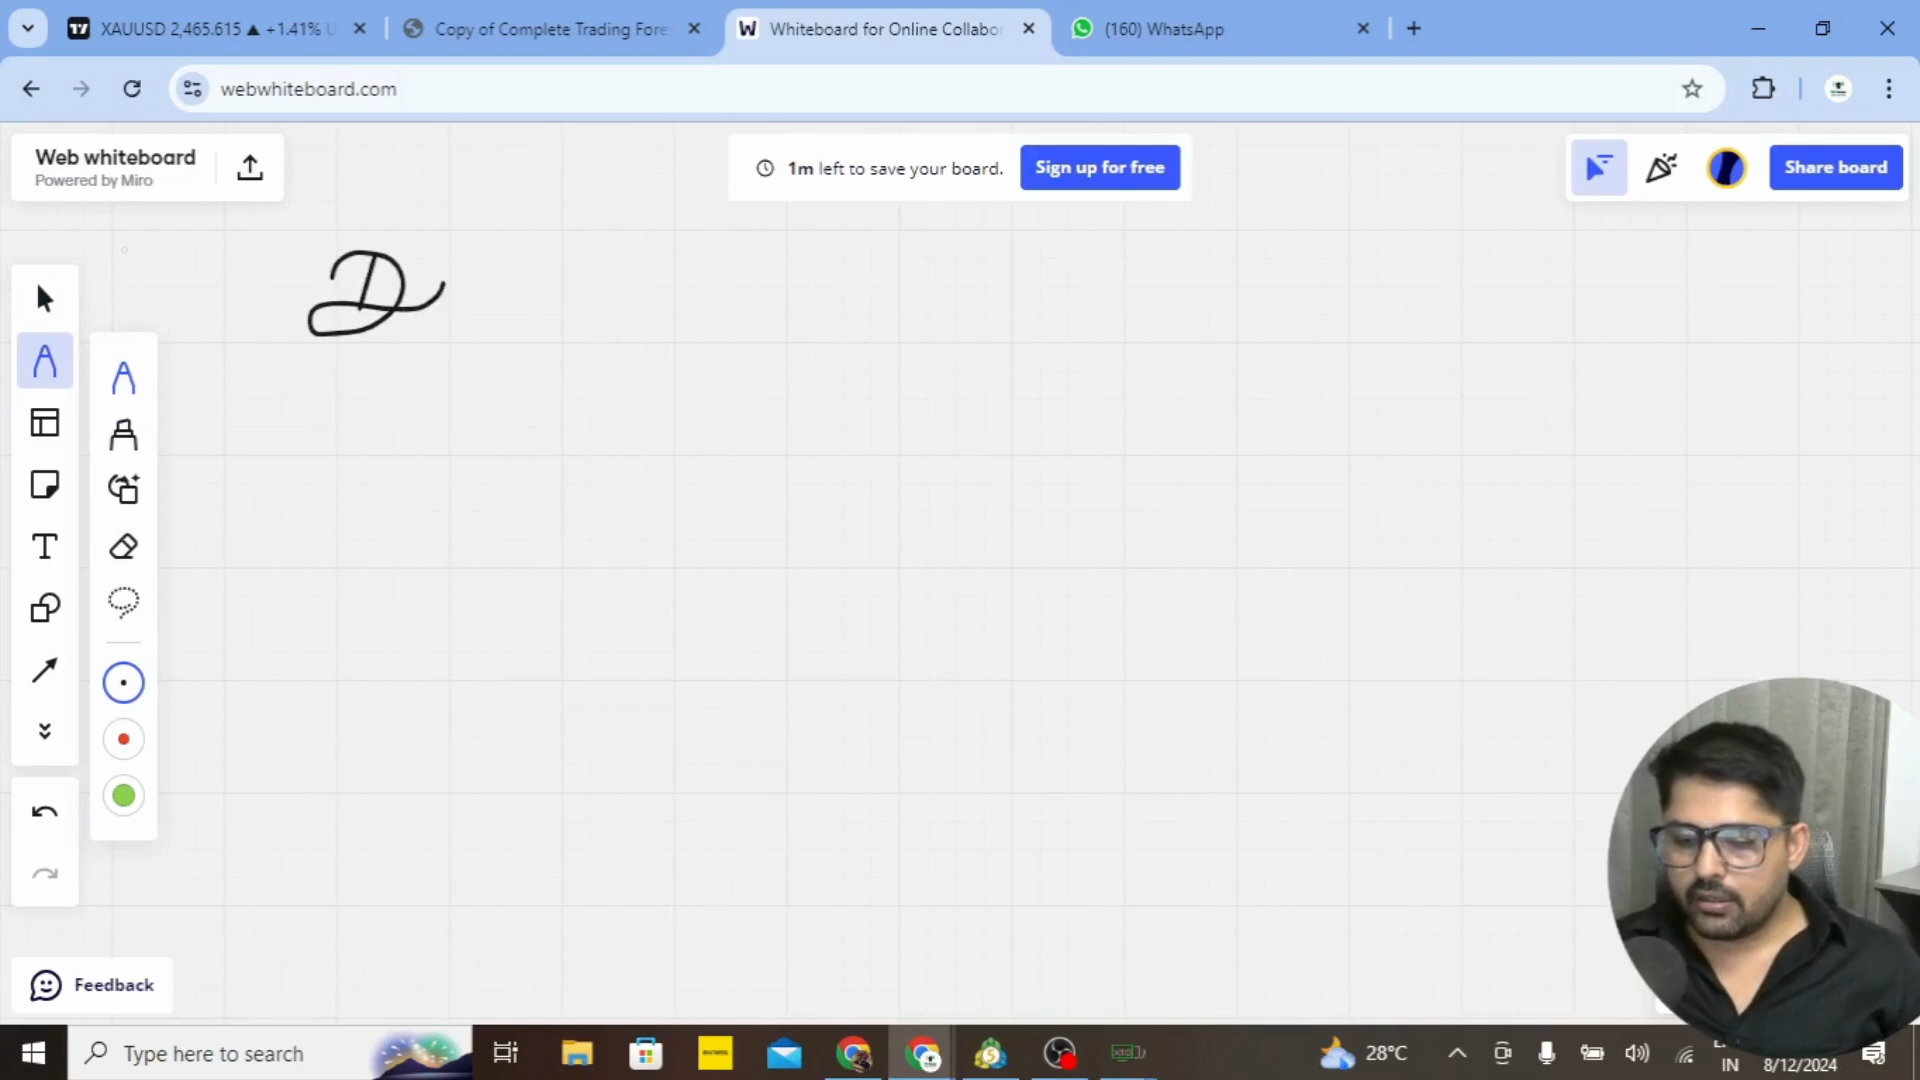 XAUUSD 2,465.615 ▲ +1.41%
Copy of Complete Trading Fore
Whiteboard for Online Collabor
(160) WhatsApp
webwhiteboard.com
Web whiteboard
Powered by Miro
1m left to save your board.
Sign up for free
Share board
Feedback
Type here to search
28°C
IN
8/12/2024